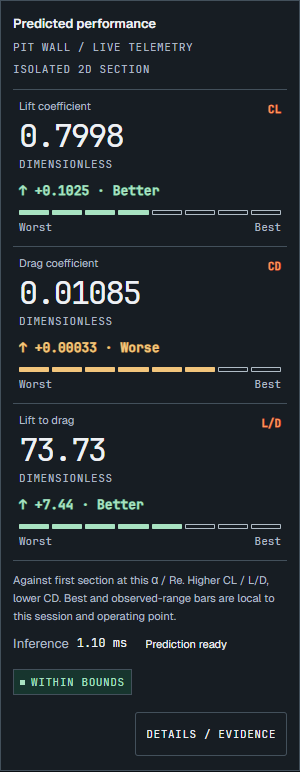 Predicted performance
PIT WALL / LIVE TELEMETRY
ISOLATED 2D SECTION
Lift coefficient
CL
0.7998
DIMENSIONLESS
↑ +0.1025 · Better
Worst Best
Drag coefficient
CD
0.01085
DIMENSIONLESS
↑ +0.00033 · Worse
Worst Best
Lift to drag
L/D
73.73
DIMENSIONLESS
↑ +7.44 · Better
Worst Best
Against first section at this α / Re. Higher CL / L/D,
lower CD. Best and observed-range bars are local to
this session and operating point.
Inference 1.10 ms Prediction ready
WITHIN BOUNDS
DETAILS / EVIDENCE